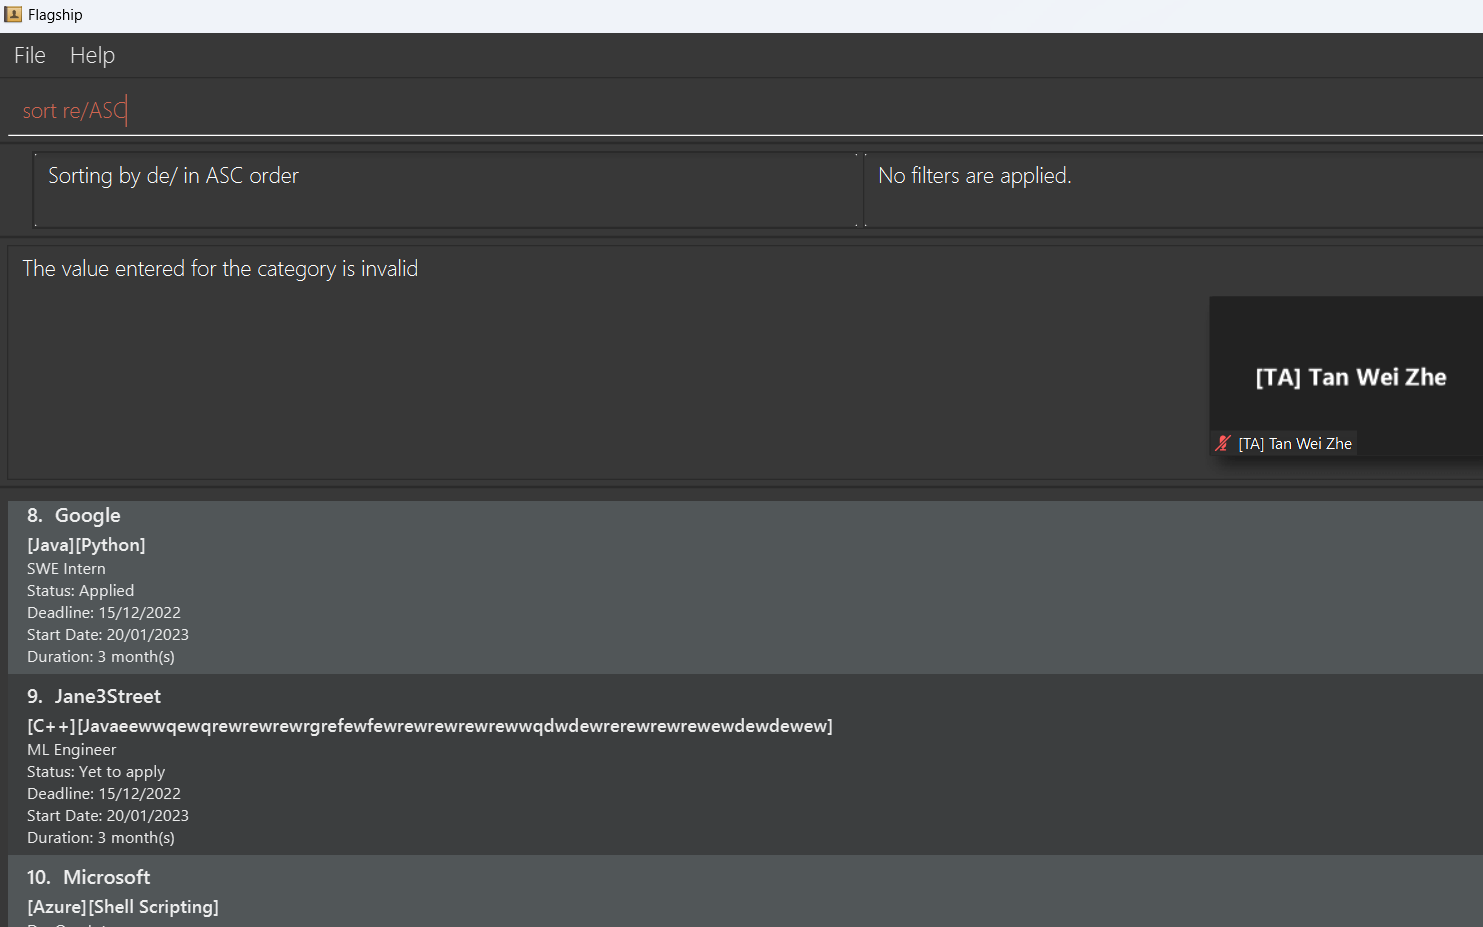 Flagship
File Help
sort re/ASC
Sorting by de/ in ASC order
No filters are applied.
The value entered for the category is invalid
[TA] Tan Wei Zhe
[TA] Tan Wei Zhe
8. Google
[Java][Python]
SWE Intern
Status: Applied
Deadline: 15/12/2022
Start Date: 20/01/2023
Duration: 3 month(s)
9. Jane3Street
[C++][Javaeewwqewqrewrewrewrgrefewfewrewrewrewrewwqdwdewrerewrewrewewdewdewew]
ML Engineer
Status: Yet to apply
Deadline: 15/12/2022
Start Date: 20/01/2023
Duration: 3 month(s)
10. Microsoft
[Azure][Shell Scripting]